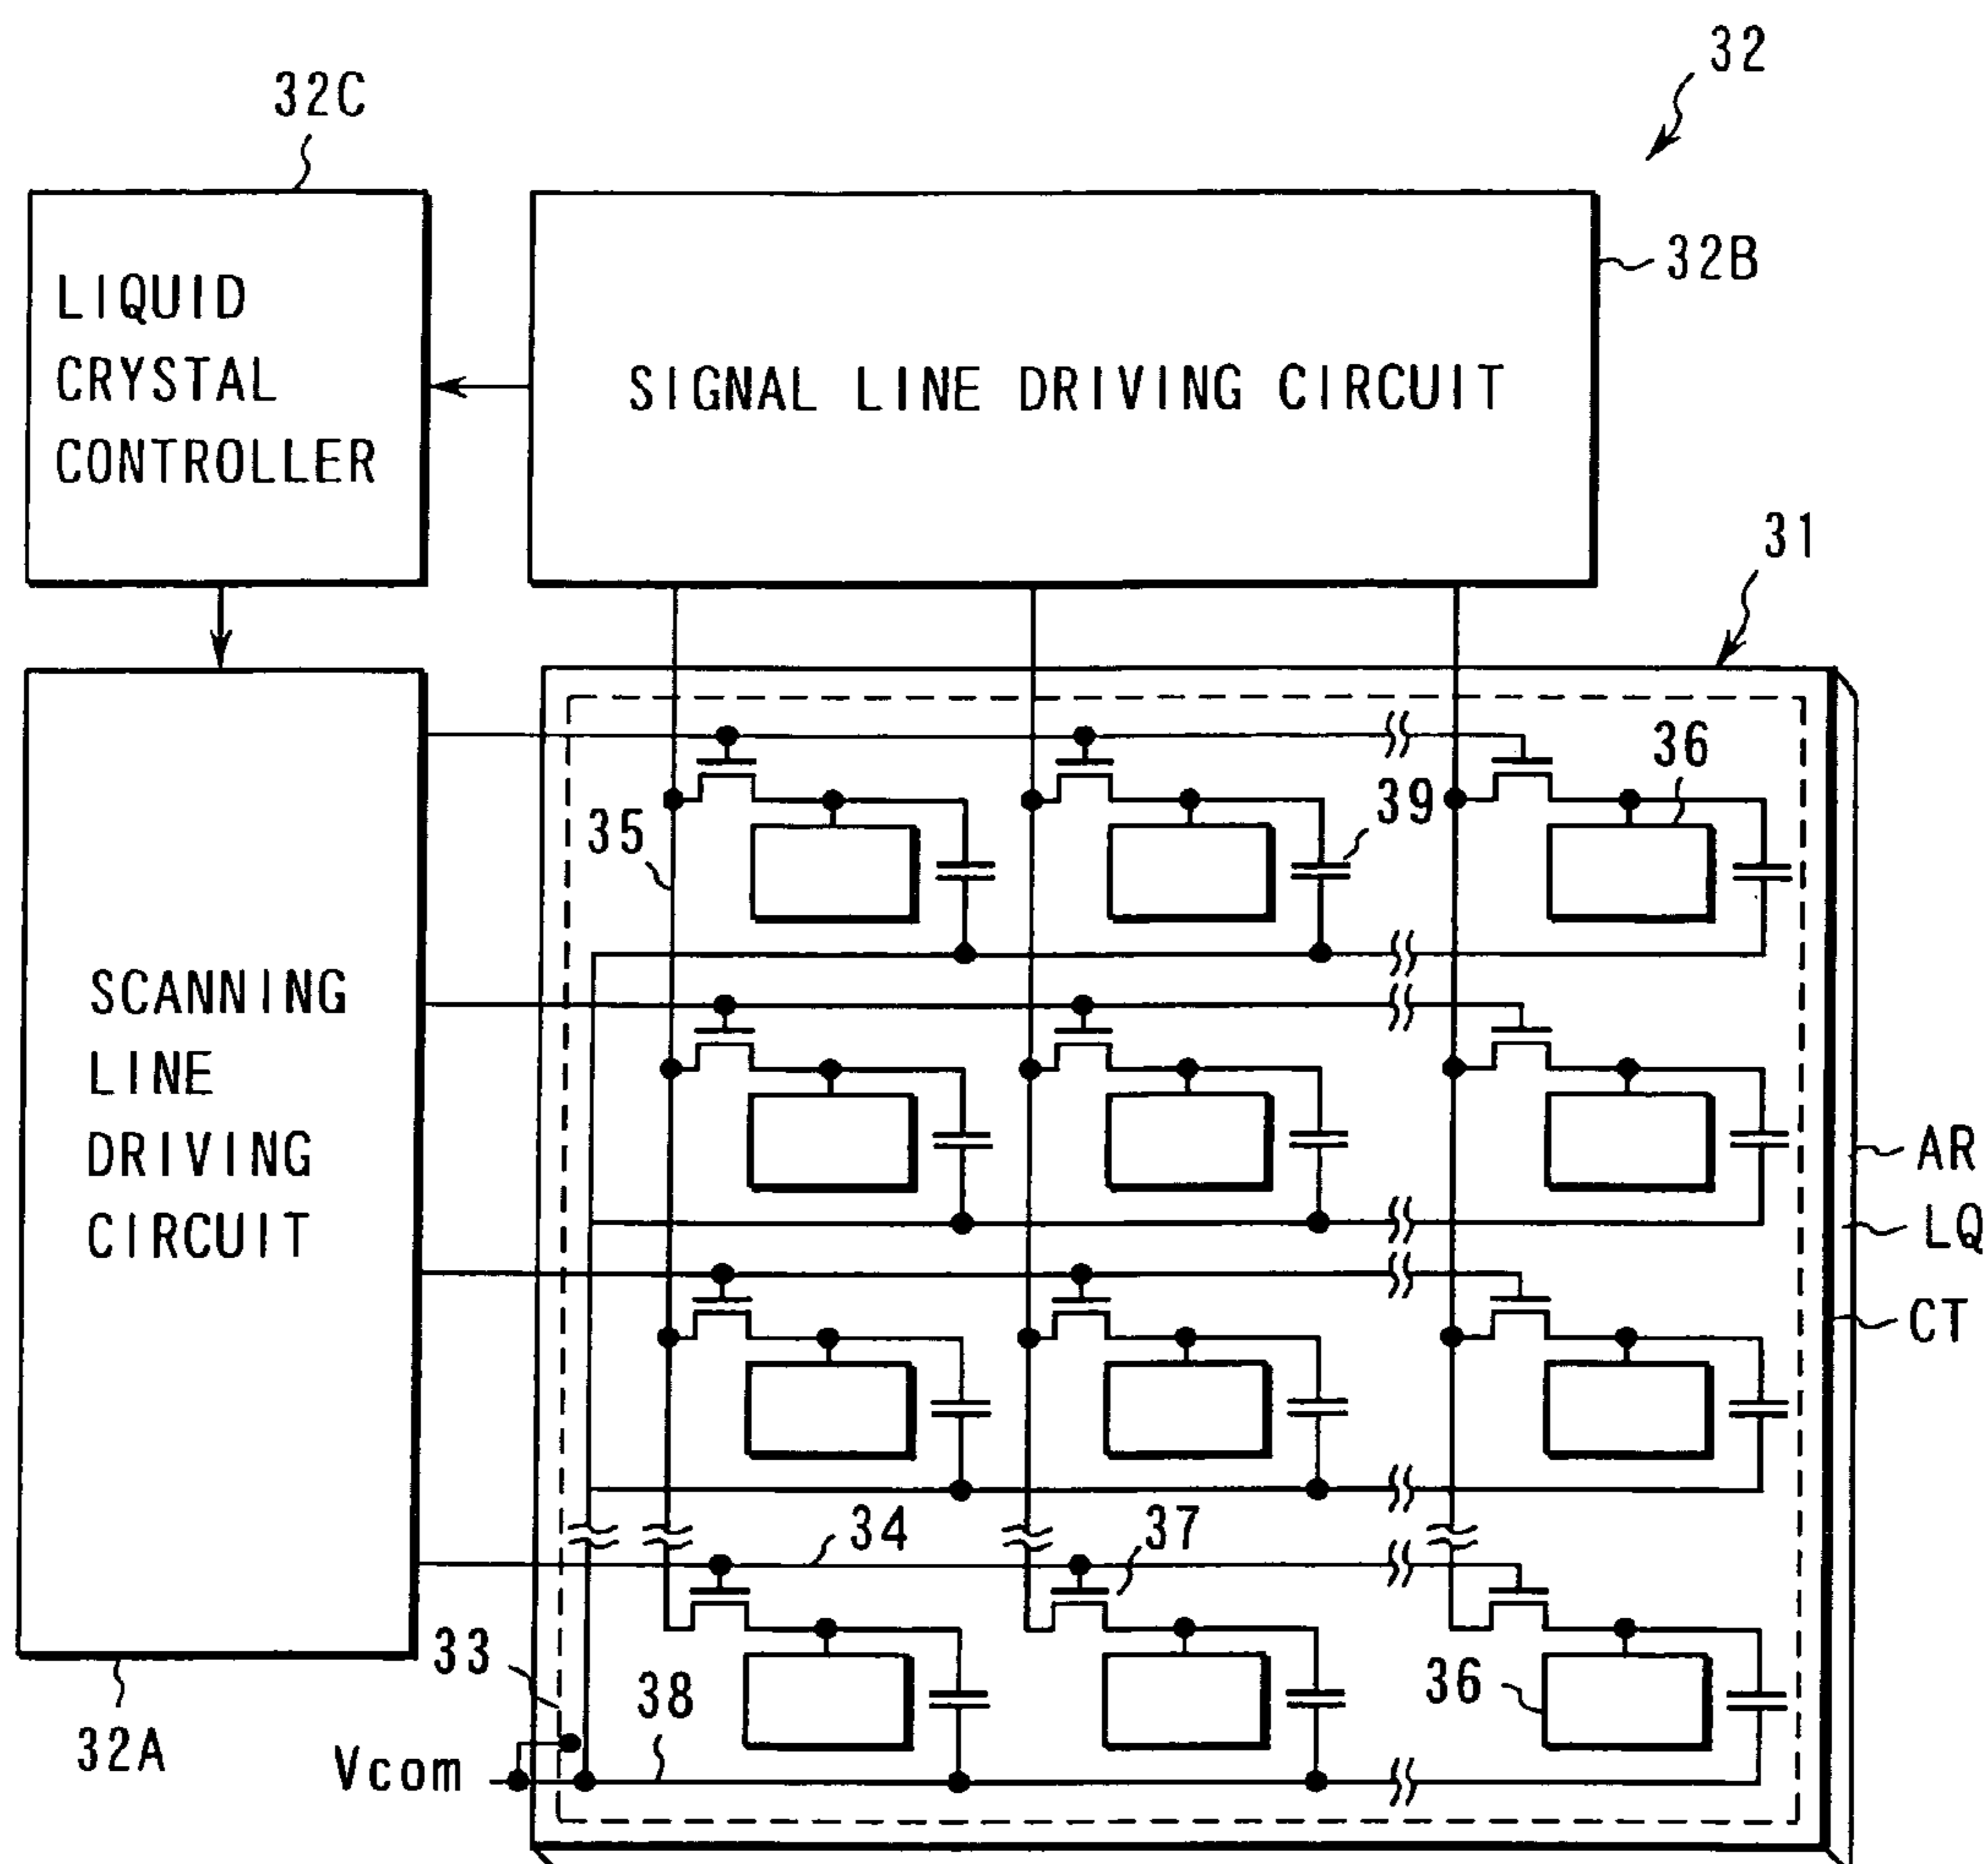 32
32C
LIQUID
CRYSTAL
CONTROLLER
SIGNAL LINE DRIVING CIRCUIT
32B
31
36
39
35
SCANNING
LINE
DRIVING
CIRCUIT
AR
LQ
CT
34
37
33
38
36
32A
Vcom